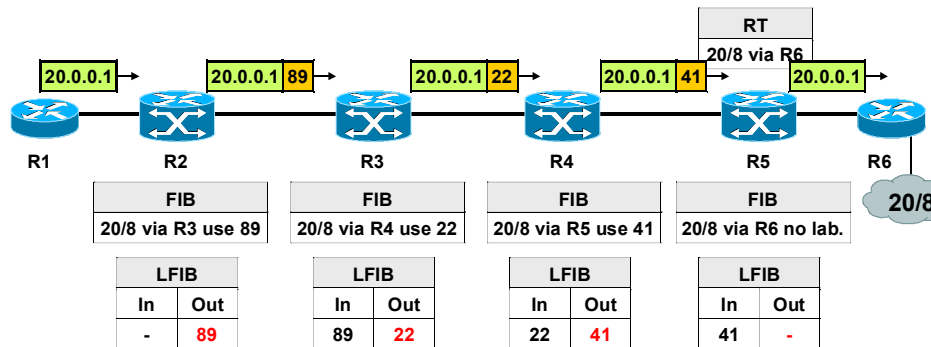 RT
20/8 via R6
20.0.0.1
20.0.0.1 89
20.0.0.1 22
20.0.0.1 41
20.0.0.1
R1
R2
R3
R4
R5
R6
20/8
FIB
20/8 via R3 use 89
FIB
20/8 via R4 use 22
FIB
20/8 via R5 use 41
FIB
20/8 via R6 no lab.
LFIB
In Out
- 89
LFIB
In Out
89 22
LFIB
In Out
22 41
LFIB
In Out
41 -